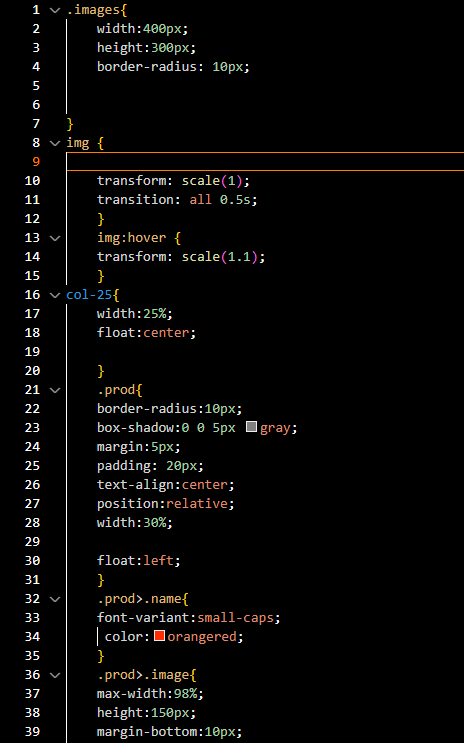 1 .images{
2 width:400px;
3 height:300px;
4 border-radius: 10px;
5
6
7 }
8 img {
9
10 transform: scale(1);
11 transition: all 0.5s;
12 }
13 img:hover {
14 transform: scale(1.1);
15 }
16 col-25{
17 width:25%;
18 float:center;
19
20 }
21 .prod{
22 border-radius:10px;
23 box-shadow:0 0 5px gray;
24 margin:5px;
25 padding: 20px;
26 text-align:center;
27 position:relative;
28 width:30%;
29
30 float:left;
31 }
32 .prod>.name{
33 font-variant:small-caps;
34 color:orangered;
35 }
36 .prod>.image{
37 max-width:98%;
38 height:150px;
39 margin-bottom:10px;